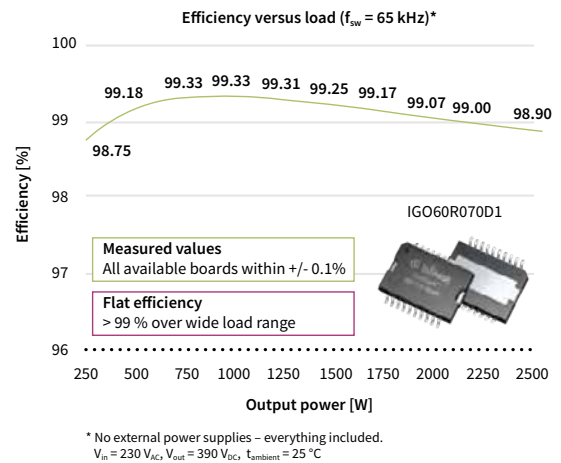 Efficiency versus load (fsw = 65 kHz)*
Efficiency [%]
100
99
98
97
96
98.75
99.18
99.33
99.33
99.31
99.25
99.17
99.07
99.00
98.90
IGO60R070D1
Measured values
All available boards within +/- 0.1%
Flat efficiency
> 99 % over wide load range
250 500 750 1000 1250 1500 1750 2000 2250 2500
Output power [W]
* No external power supplies – everything included.
Vin = 230 VAC, Vout = 390 VDC, tambient = 25 °C